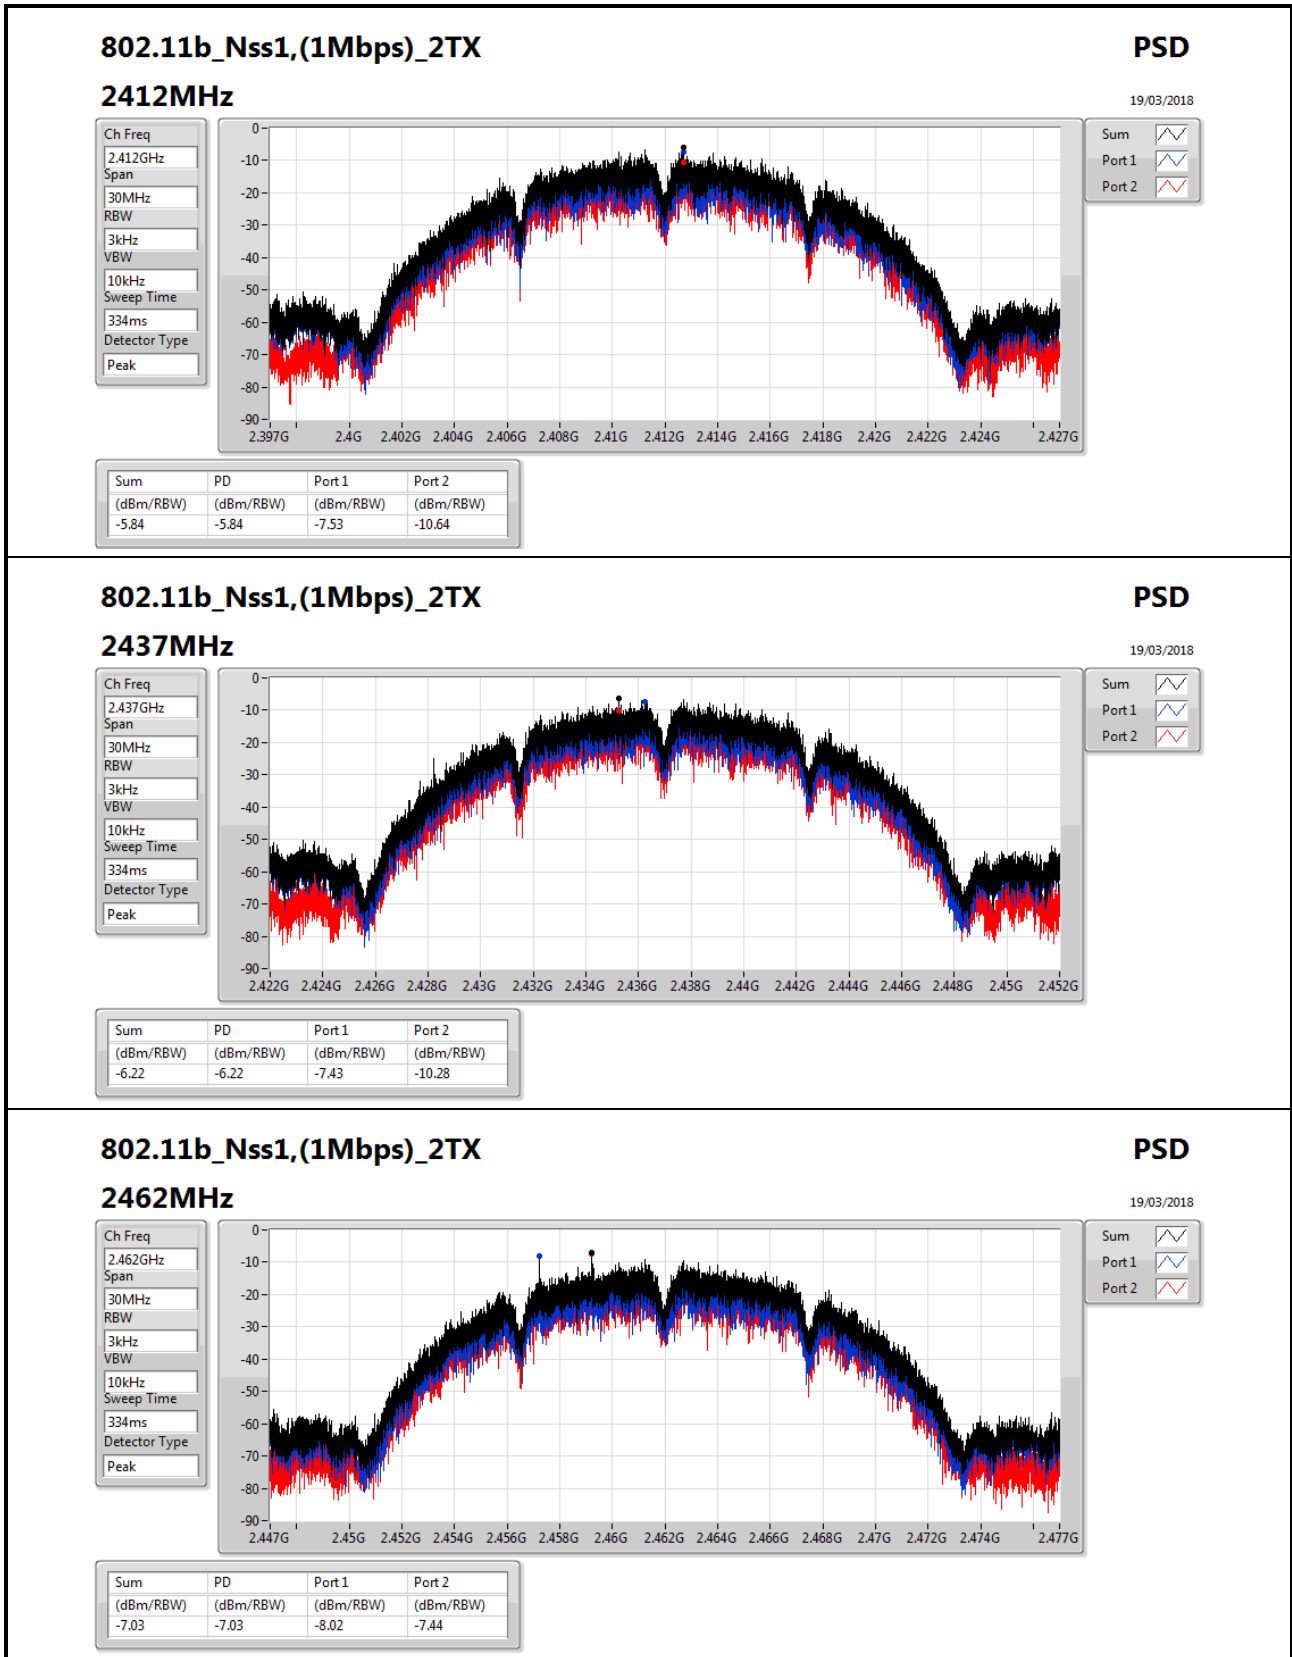 802.11b_Nss1,(1Mbps)_2TX PSD
2412MHz 19/03/2018
Ch Freq
2.412GHz
Span
30MHz
RBW
3kHz
VBW
10kHz
Sweep Time
334ms
Detector Type
Peak
0
-10
-20
-30
-40
-50
-60
-70
-80
-90
2.397G 2.4G 2.402G 2.404G 2.406G 2.408G 2.41G 2.412G 2.414G 2.416G 2.418G 2.42G 2.422G 2.424G 2.427G
Sum
Port 1
Port 2
Sum PD Port 1 Port 2
(dBm/RBW) (dBm/RBW) (dBm/RBW) (dBm/RBW)
-5.84 -5.84 -7.53 -10.64
802.11b_Nss1,(1Mbps)_2TX PSD
2437MHz 19/03/2018
Ch Freq
2.437GHz
Span
30MHz
RBW
3kHz
VBW
10kHz
Sweep Time
334ms
Detector Type
Peak
0
-10
-20
-30
-40
-50
-60
-70
-80
-90
2.422G 2.424G 2.426G 2.428G 2.43G 2.432G 2.434G 2.436G 2.438G 2.44G 2.442G 2.444G 2.446G 2.448G 2.45G 2.452G
Sum
Port 1
Port 2
Sum PD Port 1 Port 2
(dBm/RBW) (dBm/RBW) (dBm/RBW) (dBm/RBW)
-6.22 -6.22 -7.43 -10.28
802.11b_Nss1,(1Mbps)_2TX PSD
2462MHz 19/03/2018
Ch Freq
2.462GHz
Span
30MHz
RBW
3kHz
VBW
10kHz
Sweep Time
334ms
Detector Type
Peak
0
-10
-20
-30
-40
-50
-60
-70
-80
-90
2.447G 2.45G 2.452G 2.454G 2.456G 2.458G 2.46G 2.462G 2.464G 2.466G 2.468G 2.47G 2.472G 2.474G 2.477G
Sum
Port 1
Port 2
Sum PD Port 1 Port 2
(dBm/RBW) (dBm/RBW) (dBm/RBW) (dBm/RBW)
-7.03 -7.03 -8.02 -7.44